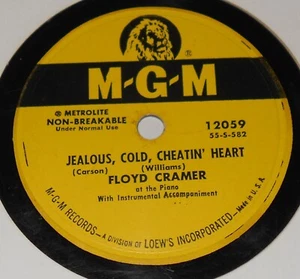 M-G-M
® METROLITE
NON-BREAKABLE
Under Normal Use
12059
55-S-582
JEALOUS, COLD, CHEATIN' HEART
(Carson) (Williams)
FLOYD CRAMER
at the Piano
With Instrumental Accompaniment
M-G-M RECORDS—A DIVISION OF LOEW'S INCORPORATED—Made in U.S.A.